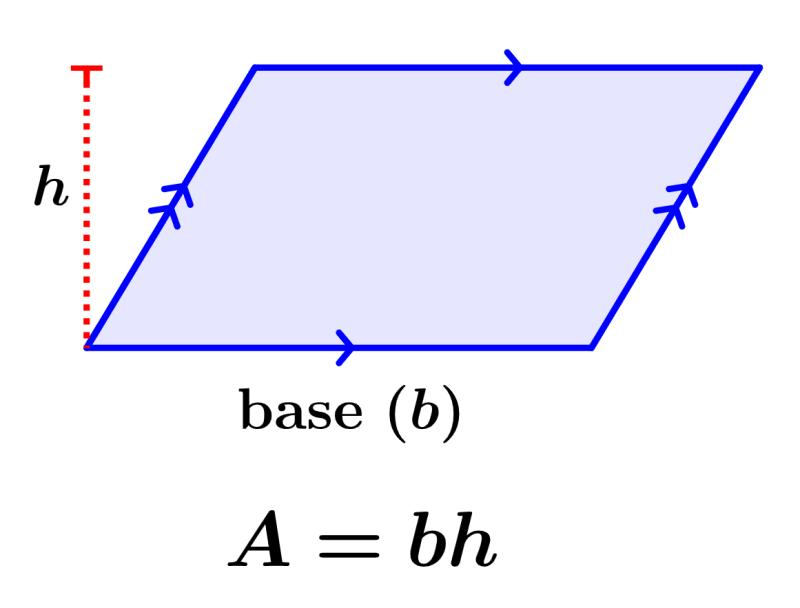 h
base (b)
A = bh